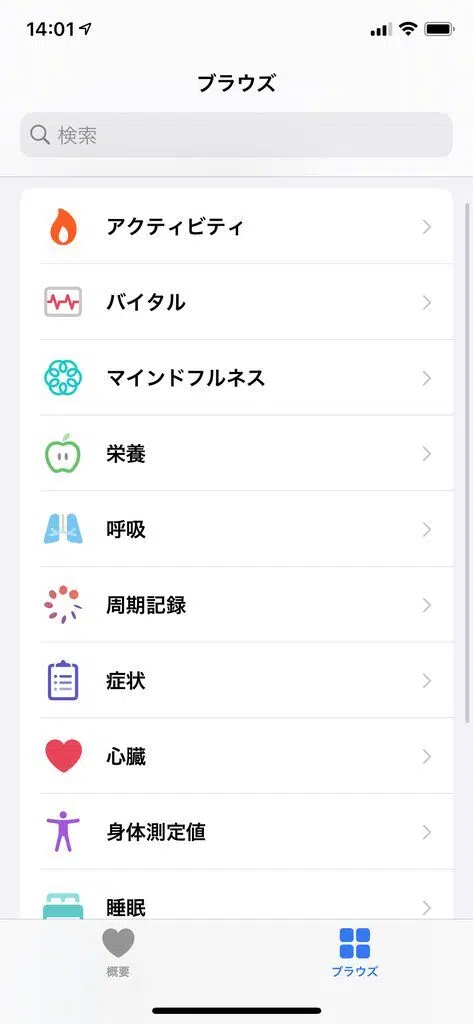 14:01
ブラウズ
検索
アクティビティ
バイタル
マインドフルネス
栄養
呼吸
周期記録
症状
心臓
身体測定値
睡眠
概要
ブラウズ